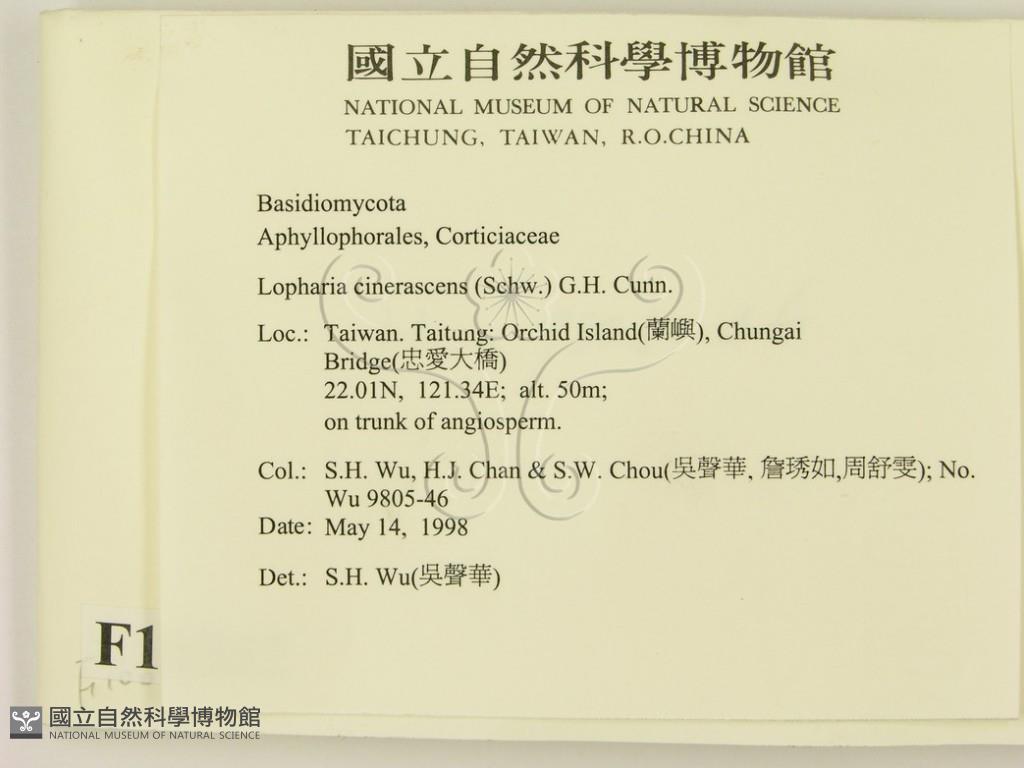 國立自然科學博物館
NATIONAL MUSEUM OF NATURAL SCIENCE
TAICHUNG, TAIWAN, R.O.CHINA
Basidiomycota
Aphyllophorales, Corticiaceae
Lopharia cinerascens (Schw.) G.H. Cunn.
Loc.: Taiwan. Taitung: Orchid Island(蘭嶼), Chungai
Bridge(忠愛大橋)
22.01N, 121.34E; alt. 50m;
on trunk of angiosperm.
Col.: S.H. Wu, H.J. Chan & S.W. Chou(吳聲華, 詹琇如,周舒雯); No.
Wu 9805-46
Date: May 14, 1998
Det.: S.H. Wu(吳聲華)
F1
國立自然科學博物館
NATIONAL MUSEUM OF NATURAL SCIENCE